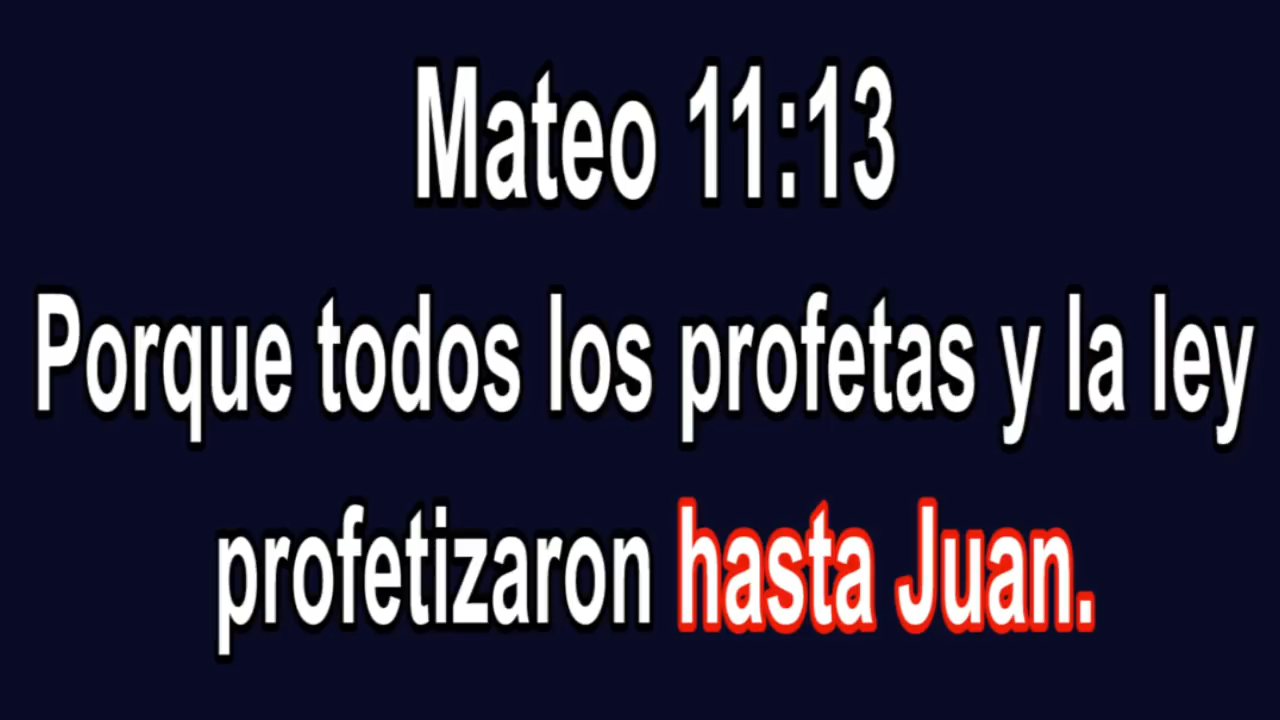 Mateo 11:13
Porque todos los profetas y la ley
profetizaron hasta Juan.